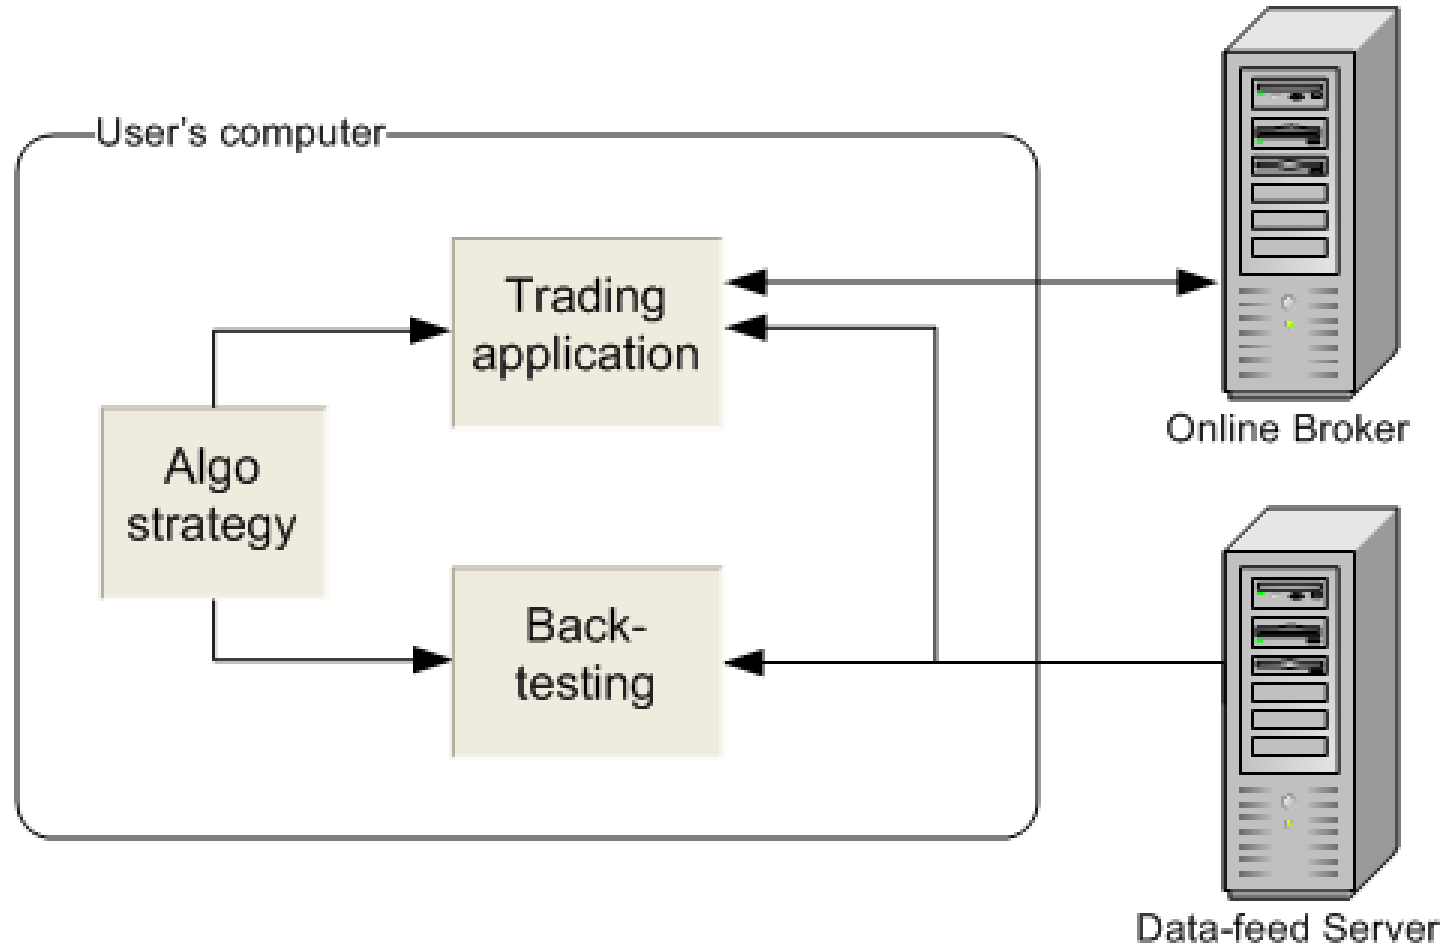 User's computer
Trading
application
Algo
strategy
Back-
testing
Online Broker
Data-feed Server